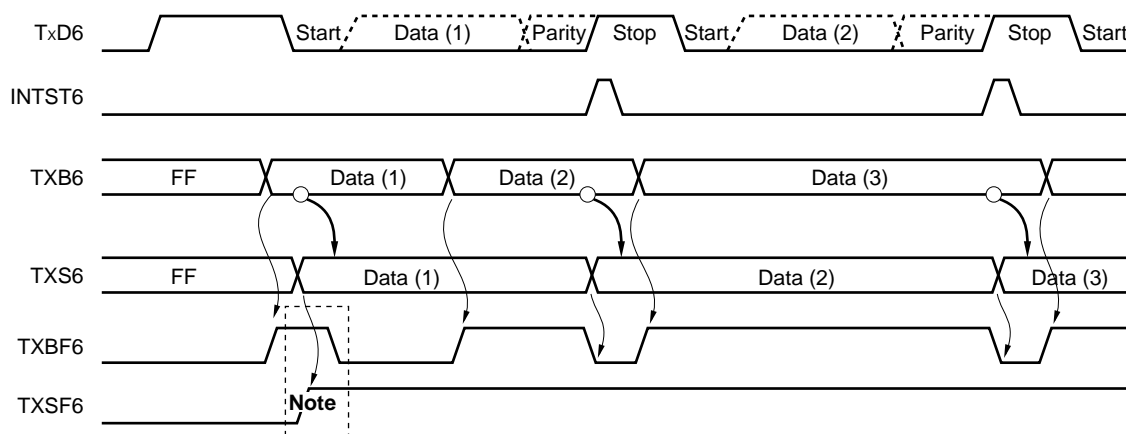 TxD6 Start Data (1) Parity Stop Start Data (2) Parity Stop Start
INTST6
TXB6 FF Data (1) Data (2) Data (3)
TXS6 FF Data (1) Data (2) Data (3)
TXBF6
TXSF6 Note